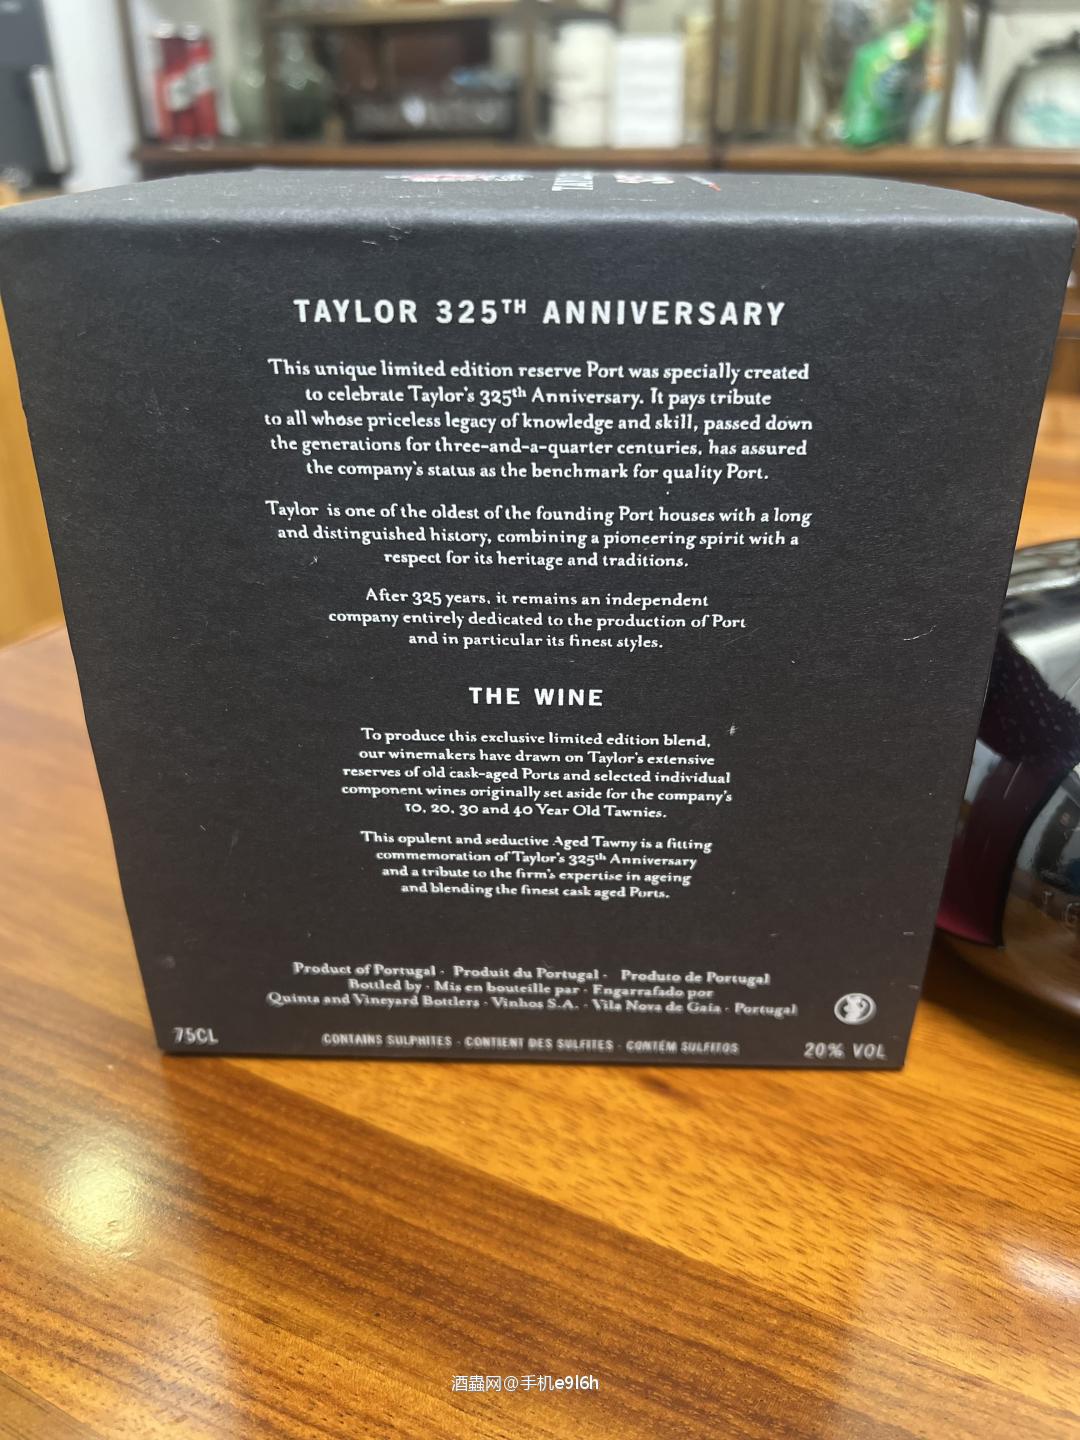 TAYLOR 325TH ANNIVERSARY
This unique limited edition reserve Port was specially created
to celebrate Taylor's 325th Anniversary. It pays tribute
to all whose priceless legacy of knowledge and skill, passed down
the generations for three-and-a-quarter centuries, has assured
the company's status as the benchmark for quality Port.
Taylor is one of the oldest of the founding Port houses with a long
and distinguished history, combining a pioneering spirit with a
respect for its heritage and traditions.
After 325 years, it remains an independent
company entirely dedicated to the production of Port
and in particular its finest styles.
THE WINE
To produce this exclusive limited edition blend,
our winemakers have drawn on Taylor's extensive
reserves of old cask-aged Ports and selected individual
component wines originally set aside for the company's
10, 20, 30 and 40 Year Old Tawnies.
This opulent and seductive Aged Tawny is a fitting
commemoration of Taylor's 325th Anniversary
and a tribute to the firm's expertise in ageing
and blending the finest cask aged Ports.
Product of Portugal · Produit du Portugal · Produto de Portugal
Bottled by · Mis en bouteille par · Engarrafado por
Quinta and Vineyard Bottlers · Vinhos S.A. · Vila Nova de Gaia · Portugal
75CL
CONTAINS SULPHITES · CONTIENT DES SULFITES · CONTÉM SULFITOS
20% VOL
酒蟲网@手机e9l6h